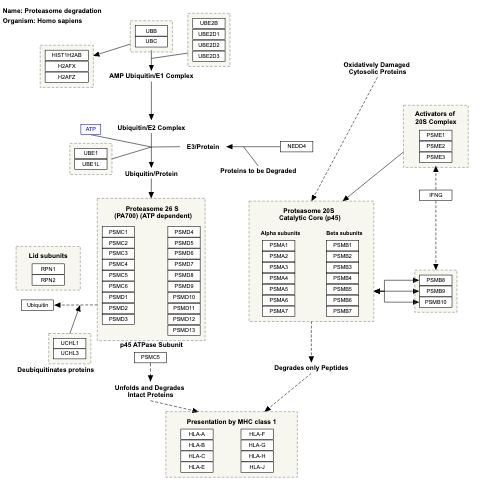 Name: Proteasome degradation
Organism: Homo sapiens
UBB
UBC
UBE2B
UBE2D1
UBE2D2
UBE2D3
HIST1H2AB
H2AFX
H2AFZ
AMP Ubiquitin/E1 Complex
Oxidatively Damaged
Cytosolic Proteins
Activators of
20S Complex
PSME1
PSME2
PSME3
ATP
Ubiquitin/E2 Complex
E3/Protein
NEDD4
UBE1
UBE1L
Ubiquitin/Protein
Proteins to be Degraded
IFNG
Proteasome 26 S
(PA700) (ATP dependent)
PSMC1
PSMC2
PSMC3
PSMC4
PSMC5
PSMC6
PSMD1
PSMD2
PSMD3
PSMD4
PSMD5
PSMD6
PSMD7
PSMD8
PSMD9
PSMD10
PSMD11
PSMD12
PSMD13
Proteasome 20S
Catalytic Core (p45)
Alpha subunits
PSMA1
PSMA2
PSMA3
PSMA4
PSMA5
PSMA6
PSMA7
Beta subunits
PSMB1
PSMB2
PSMB3
PSMB4
PSMB5
PSMB6
PSMB7
PSMB8
PSMB9
PSMB10
Lid subunits
RPN1
RPN2
Ubiquitin
UCHL1
UCHL3
Deubiquitinates proteins
p45 ATPase Subunit
PSMC5
Unfolds and Degrades
Intact Proteins
Degrades only Peptides
Presentation by MHC class 1
HLA-A
HLA-B
HLA-C
HLA-E
HLA-F
HLA-G
HLA-H
HLA-J